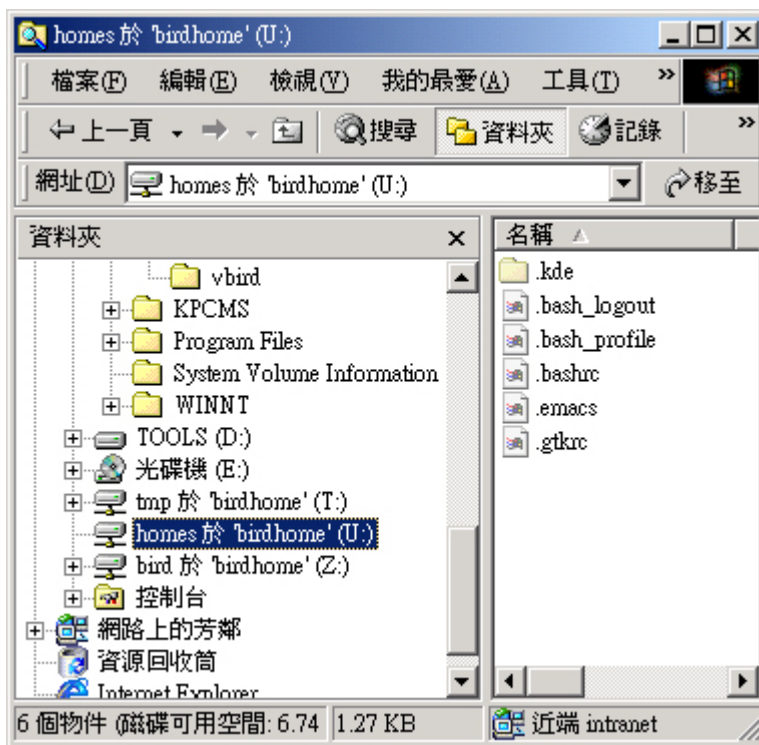 homes 於 'birdhome' (U:)
檔案(F) 編輯(E) 檢視(V) 我的最愛(A) 工具(T) »
上一頁 搜尋 資料夾 記錄 »
網址(D) homes 於 'birdhome' (U:) 移至
資料夾
vbird
KPCMS
Program Files
System Volume Information
WINNT
TOOLS (D:)
光碟機 (E:)
tmp 於 'birdhome' (T:)
homes 於 'birdhome' (U:)
bird 於 'birdhome' (Z:)
控制台
網路上的芳鄰
資源回收筒
Internet Explorer
名稱
.kde
.bash_logout
.bash_profile
.bashrc
.emacs
.gtkrc
6 個物件 (磁碟可用空間: 6.74 1.27 KB 近端 intranet